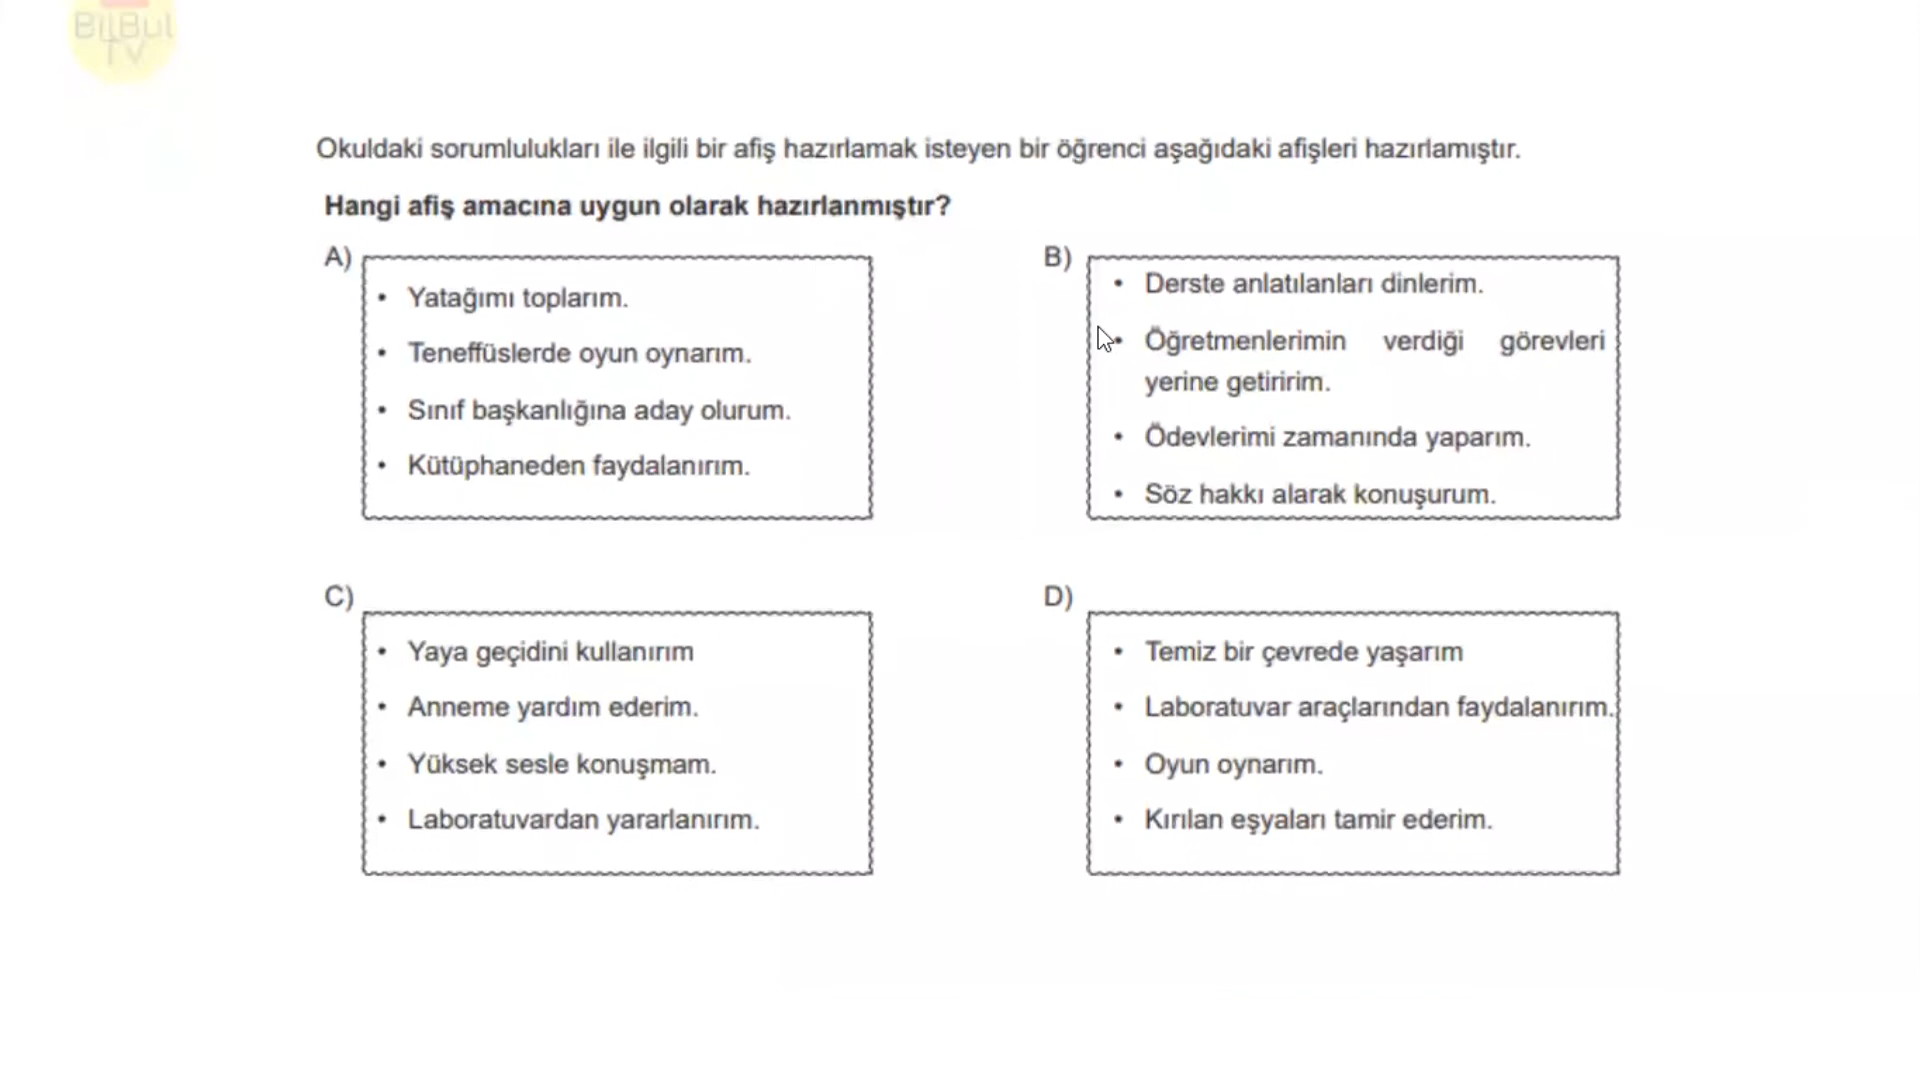 BilBul
TV
Okuldaki sorumlulukları ile ilgili bir afiş hazırlamak isteyen bir öğrenci aşağıdaki afişleri hazırlamıştır.
Hangi afiş amacına uygun olarak hazırlanmıştır?
A)
• Yatağımı toplarım.
• Teneffüslerde oyun oynarım.
• Sınıf başkanlığına aday olurum.
• Kütüphaneden faydalanırım.
B)
• Derste anlatılanları dinlerim.
• Öğretmenlerimin verdiği görevleri
yerine getiririm.
• Ödevlerimi zamanında yaparım.
• Söz hakkı alarak konuşurum.
C)
• Yaya geçidini kullanırım
• Anneme yardım ederim.
• Yüksek sesle konuşmam.
• Laboratuvardan yararlanırım.
D)
• Temiz bir çevrede yaşarım
• Laboratuvar araçlarından faydalanırım.
• Oyun oynarım.
• Kırılan eşyaları tamir ederim.